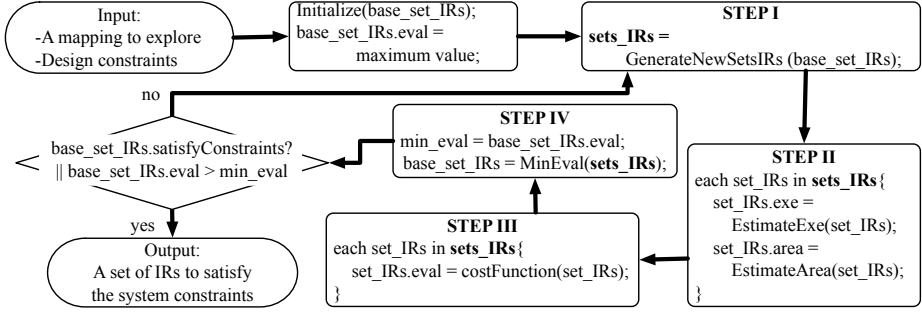 Input:
-A mapping to explore
-Design constraints
Initialize(base_set_IRs);
base_set_IRs.eval =
maximum value;
STEP I
sets_IRs =
GenerateNewSetsIRs (base_set_IRs);
STEP II
each set_IRs in sets_IRs{
set_IRs.exe =
EstimateExe(set_IRs);
set_IRs.area =
EstimateArea(set_IRs);
}
STEP III
each set_IRs in sets_IRs{
set_IRs.eval = costFunction(set_IRs);
}
STEP IV
min_eval = base_set_IRs.eval;
base_set_IRs = MinEval(sets_IRs);
no
base_set_IRs.satisfyConstraints?
|| base_set_IRs.eval > min_eval
yes
Output:
A set of IRs to satisfy
the system constraints